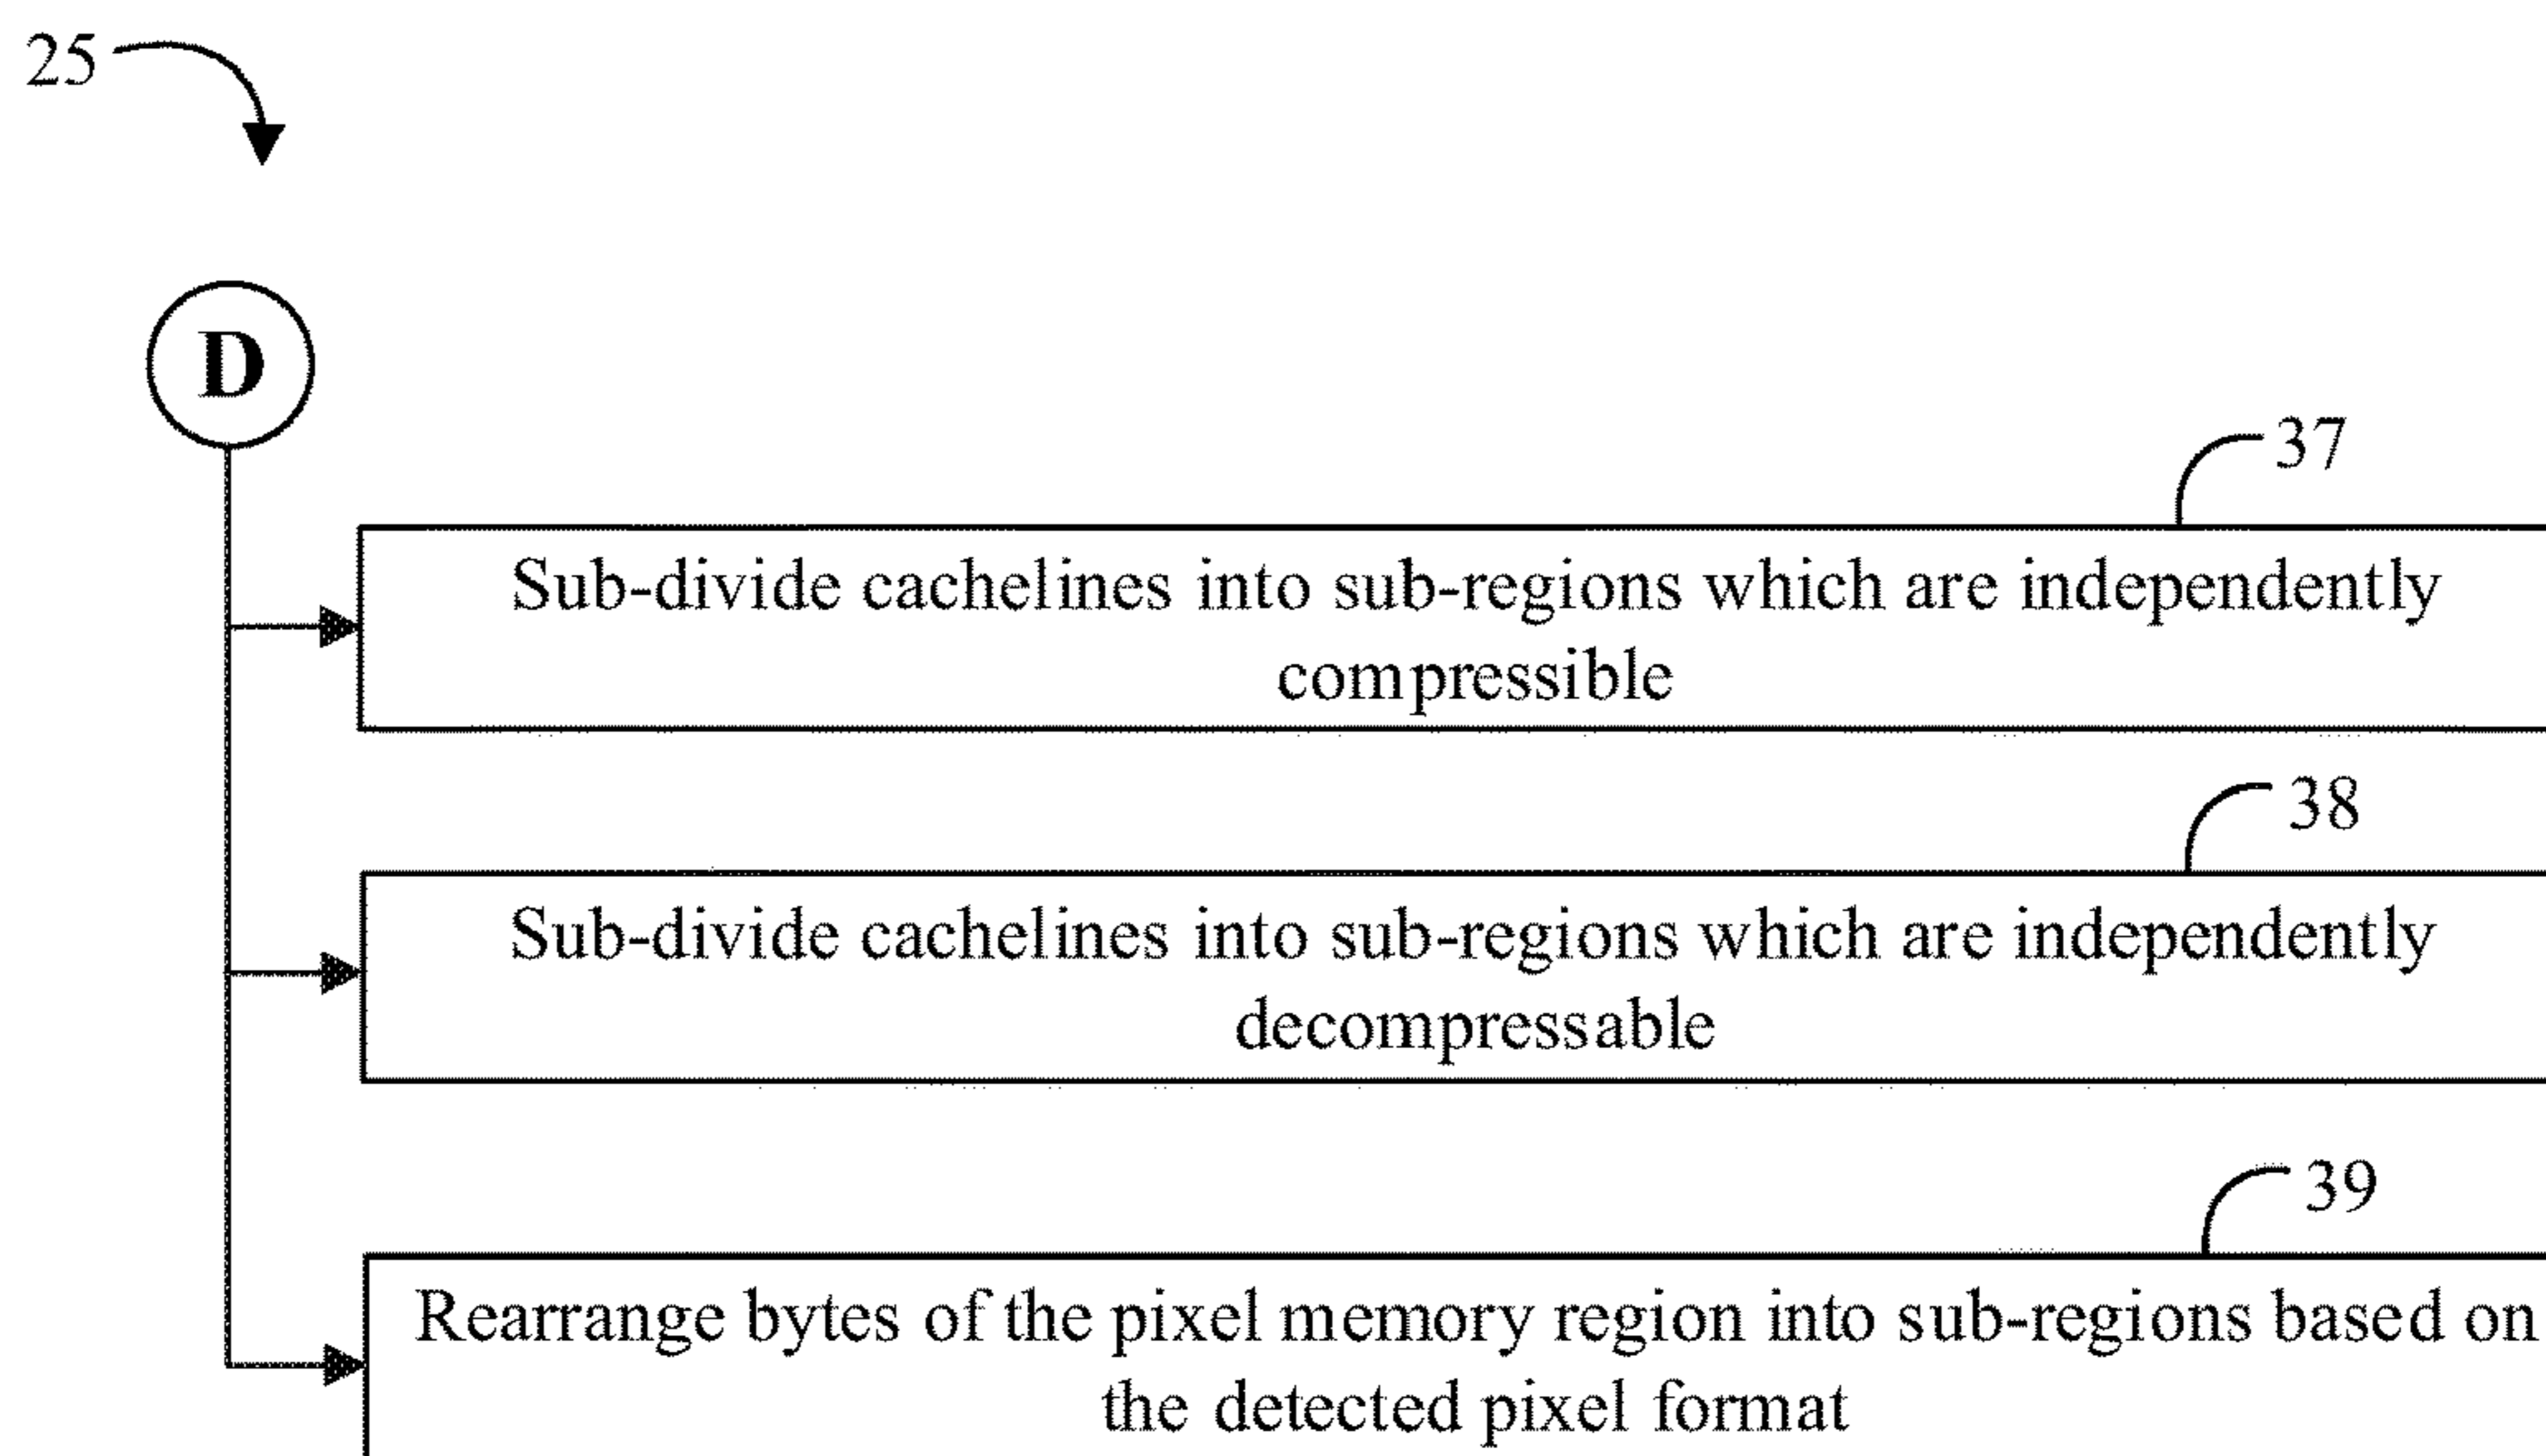 25
D
37
Sub-divide cachelines into sub-regions which are independently
compressible
38
Sub-divide cachelines into sub-regions which are independently
decompressable
39
Rearrange bytes of the pixel memory region into sub-regions based on
the detected pixel format